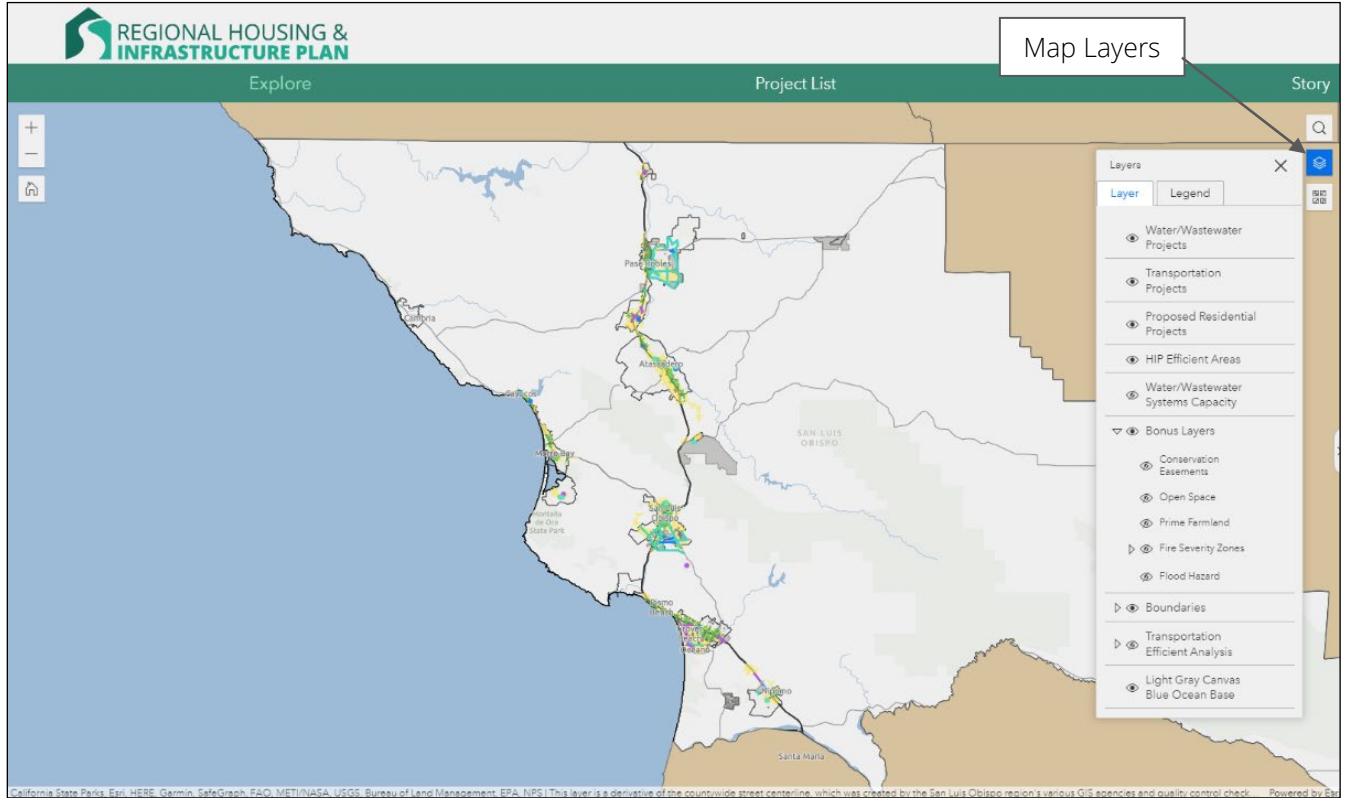 REGIONAL HOUSING &
INFRASTRUCTURE PLAN
Map Layers
Explore
Project List
Story
Layers
Layer
Legend
Water/Wastewater
Projects
Transportation
Projects
Proposed Residential
Projects
HIP Efficient Areas
Water/Wastewater
Systems Capacity
Bonus Layers
Conservation
Easements
Open Space
Prime Farmland
Fire Severity Zones
Flood Hazard
Boundaries
Transportation
Efficient Analysis
Light Gray Canvas
Blue Ocean Base
Paso Robles
Cambria
Atascadero
Cayucos
SAN LUIS
OBISPO
Morro Bay
San Luis
Obispo
Montaña
de Oro
State Park
Pismo
Beach
Grover
Beach
Oceano
Nipomo
Santa Maria
California State Parks, Esri, HERE, Garmin, SafeGraph, FAO, METI/NASA, USGS, Bureau of Land Management, EPA, NPS | This layer is a derivative of the countywide street centerline, which was created by the San Luis Obispo region's various GIS agencies and quality control check.
Powered by Esri